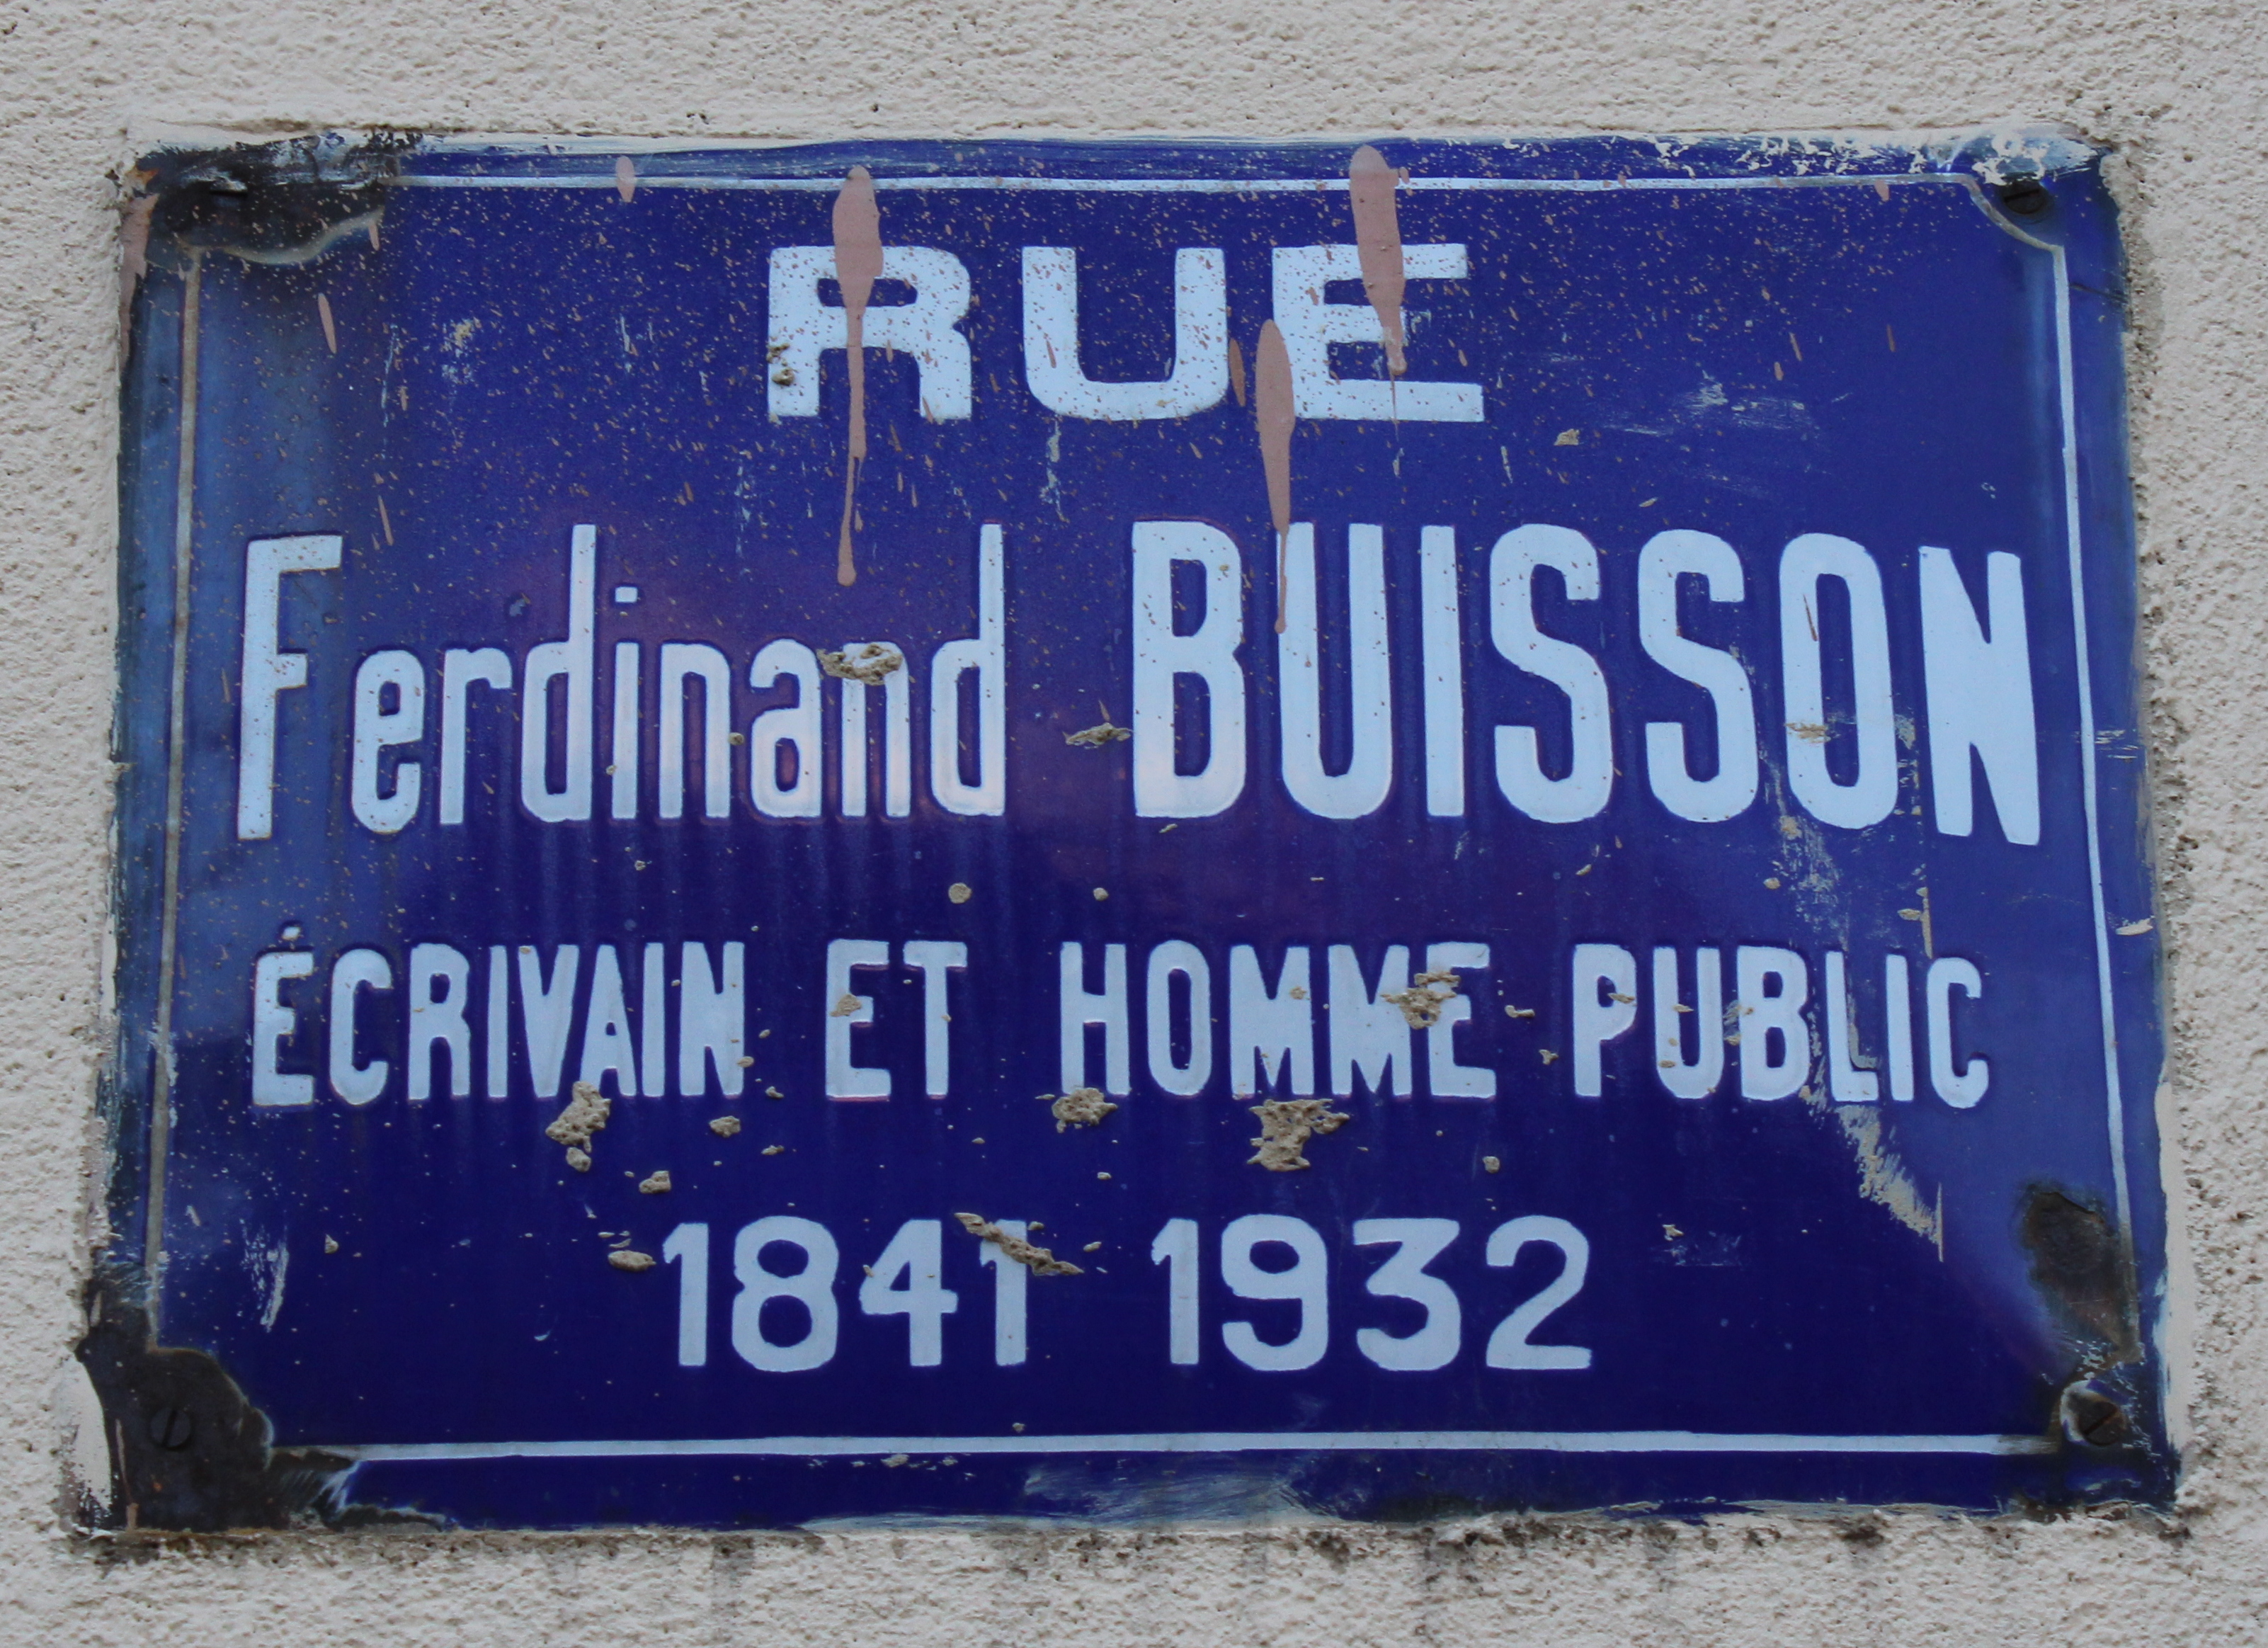 RUE
Ferdinand BUISSON
ÉCRIVAIN ET HOMME PUBLIC
1841 1932